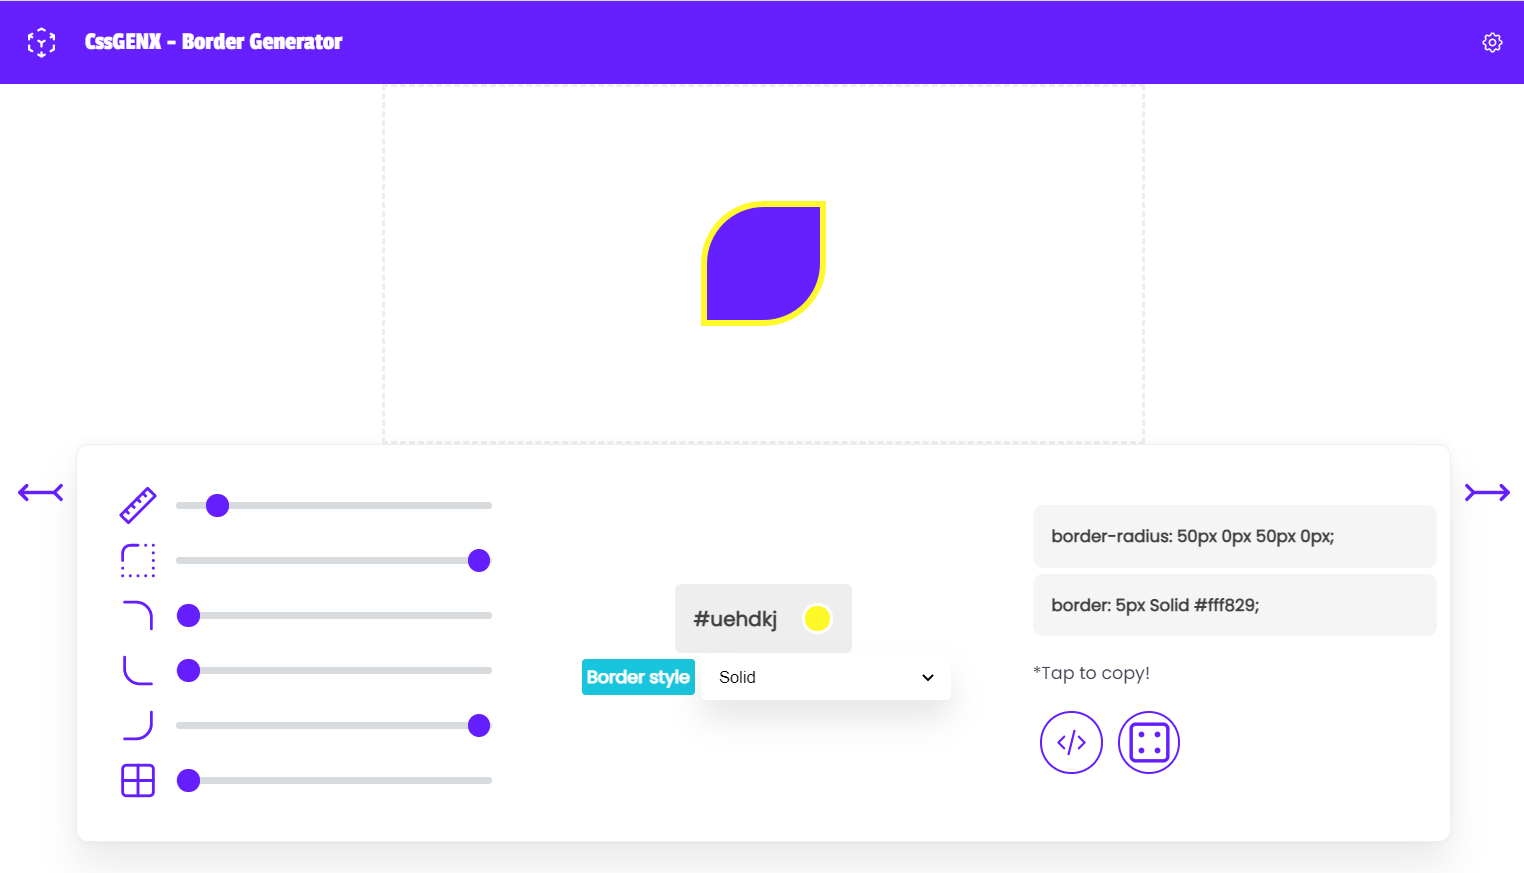 CssGENX - Border Generator
border-radius: 50px 0px 50px 0px;
#uehdkj
border: 5px Solid #fff829;
Border style
Solid
*Tap to copy!